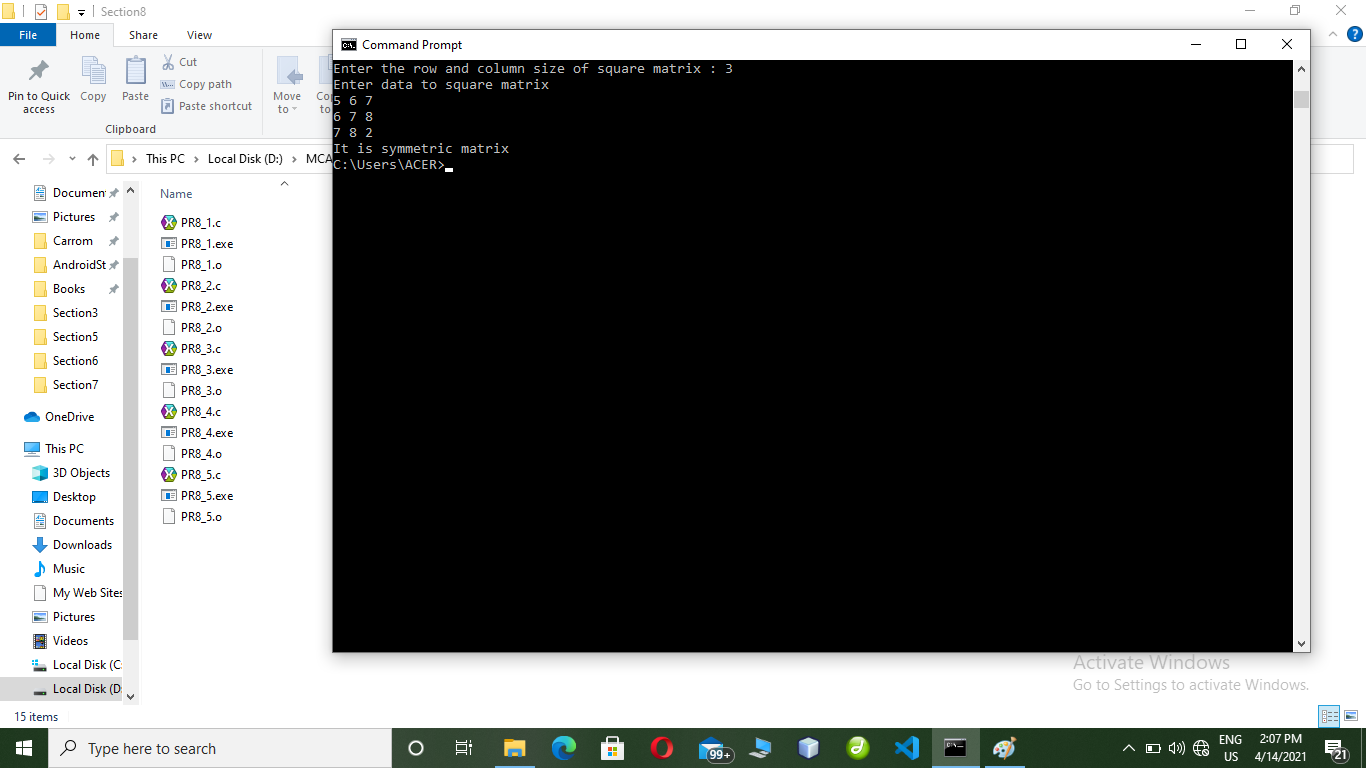 Section8
File Home Share View
Pin to Quick access
Copy
Paste
Cut
Copy path
Paste shortcut
Clipboard
Move to
This PC
Local Disk (D:)
Name
Documen
Pictures
Carrom
AndroidSt
Books
Section3
Section5
Section6
Section7
OneDrive
This PC
3D Objects
Desktop
Documents
Downloads
Music
My Web Sites
Pictures
Videos
Local Disk (C
Local Disk (D
PR8_1.c
PR8_1.exe
PR8_1.o
PR8_2.c
PR8_2.exe
PR8_2.o
PR8_3.c
PR8_3.exe
PR8_3.o
PR8_4.c
PR8_4.exe
PR8_4.o
PR8_5.c
PR8_5.exe
PR8_5.o
15 items
Command Prompt
Enter the row and column size of square matrix : 3
Enter data to square matrix
5 6 7
6 7 8
7 8 2
It is symmetric matrix
C:\Users\ACER>
Activate Windows
Go to Settings to activate Windows.
Type here to search
99+
ENG
US
2:07 PM
4/14/2021
21